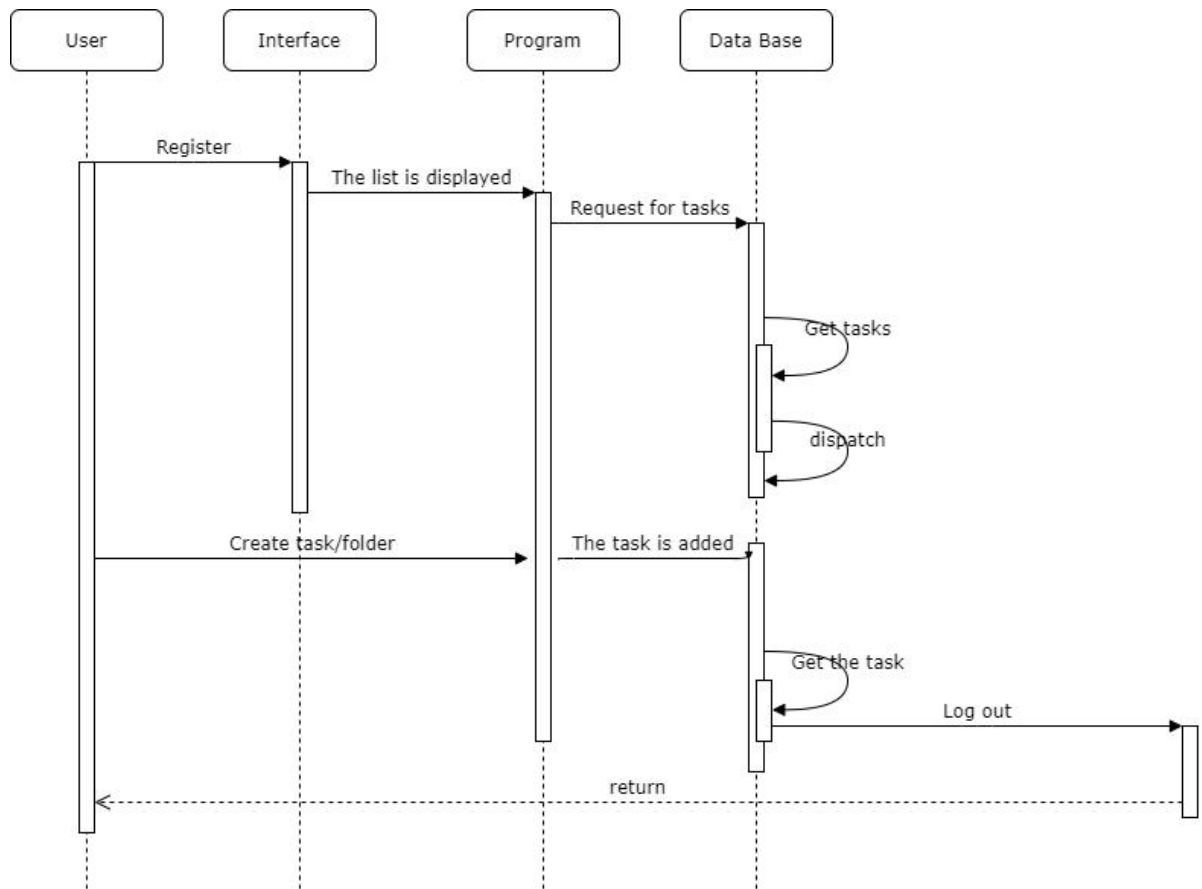 User
Interface
Program
Data Base
Register
The list is displayed
Request for tasks
Get tasks
dispatch
Create task/folder
The task is added
Get the task
Log out
return